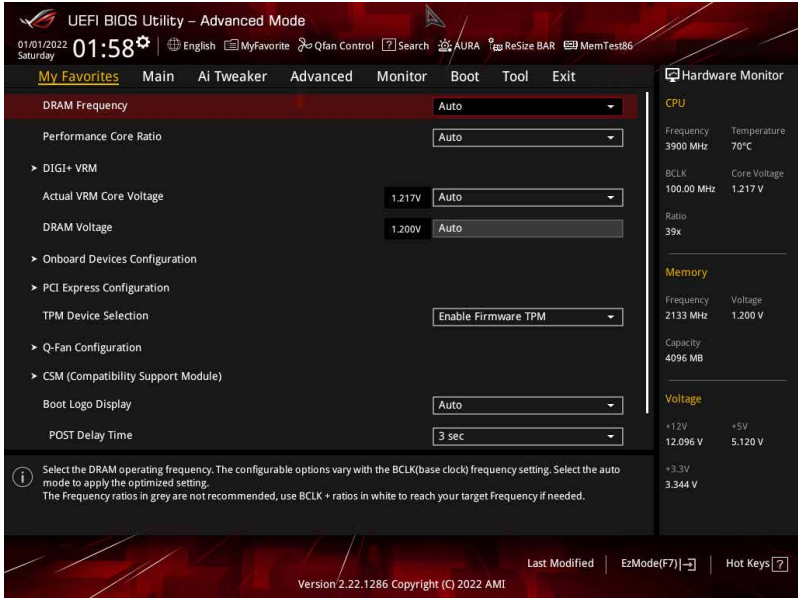 UEFI BIOS Utility – Advanced Mode
01/01/2022 Saturday 01:58 English MyFavorite Qfan Control ? Search AURA ReSize BAR MemTest86
My Favorites Main Ai Tweaker Advanced Monitor Boot Tool Exit
DRAM Frequency Auto
Performance Core Ratio Auto
> DIGI+ VRM
Actual VRM Core Voltage 1.217V Auto
DRAM Voltage 1.200V Auto
> Onboard Devices Configuration
> PCI Express Configuration
TPM Device Selection Enable Firmware TPM
> Q-Fan Configuration
> CSM (Compatibility Support Module)
Boot Logo Display Auto
POST Delay Time 3 sec
Select the DRAM operating frequency. The configurable options vary with the BCLK(base clock) frequency setting. Select the auto
mode to apply the optimized setting.
The Frequency ratios in grey are not recommended, use BCLK + ratios in white to reach your target Frequency if needed.
Hardware Monitor
CPU
Frequency Temperature
3900 MHz 70°C
BCLK Core Voltage
100.00 MHz 1.217 V
Ratio
39x
Memory
Frequency Voltage
2133 MHz 1.200 V
Capacity
4096 MB
Voltage
+12V +5V
12.096 V 5.120 V
+3.3V
3.344 V
Last Modified EzMode(F7) Hot Keys ?
Version 2.22.1286 Copyright (C) 2022 AMI